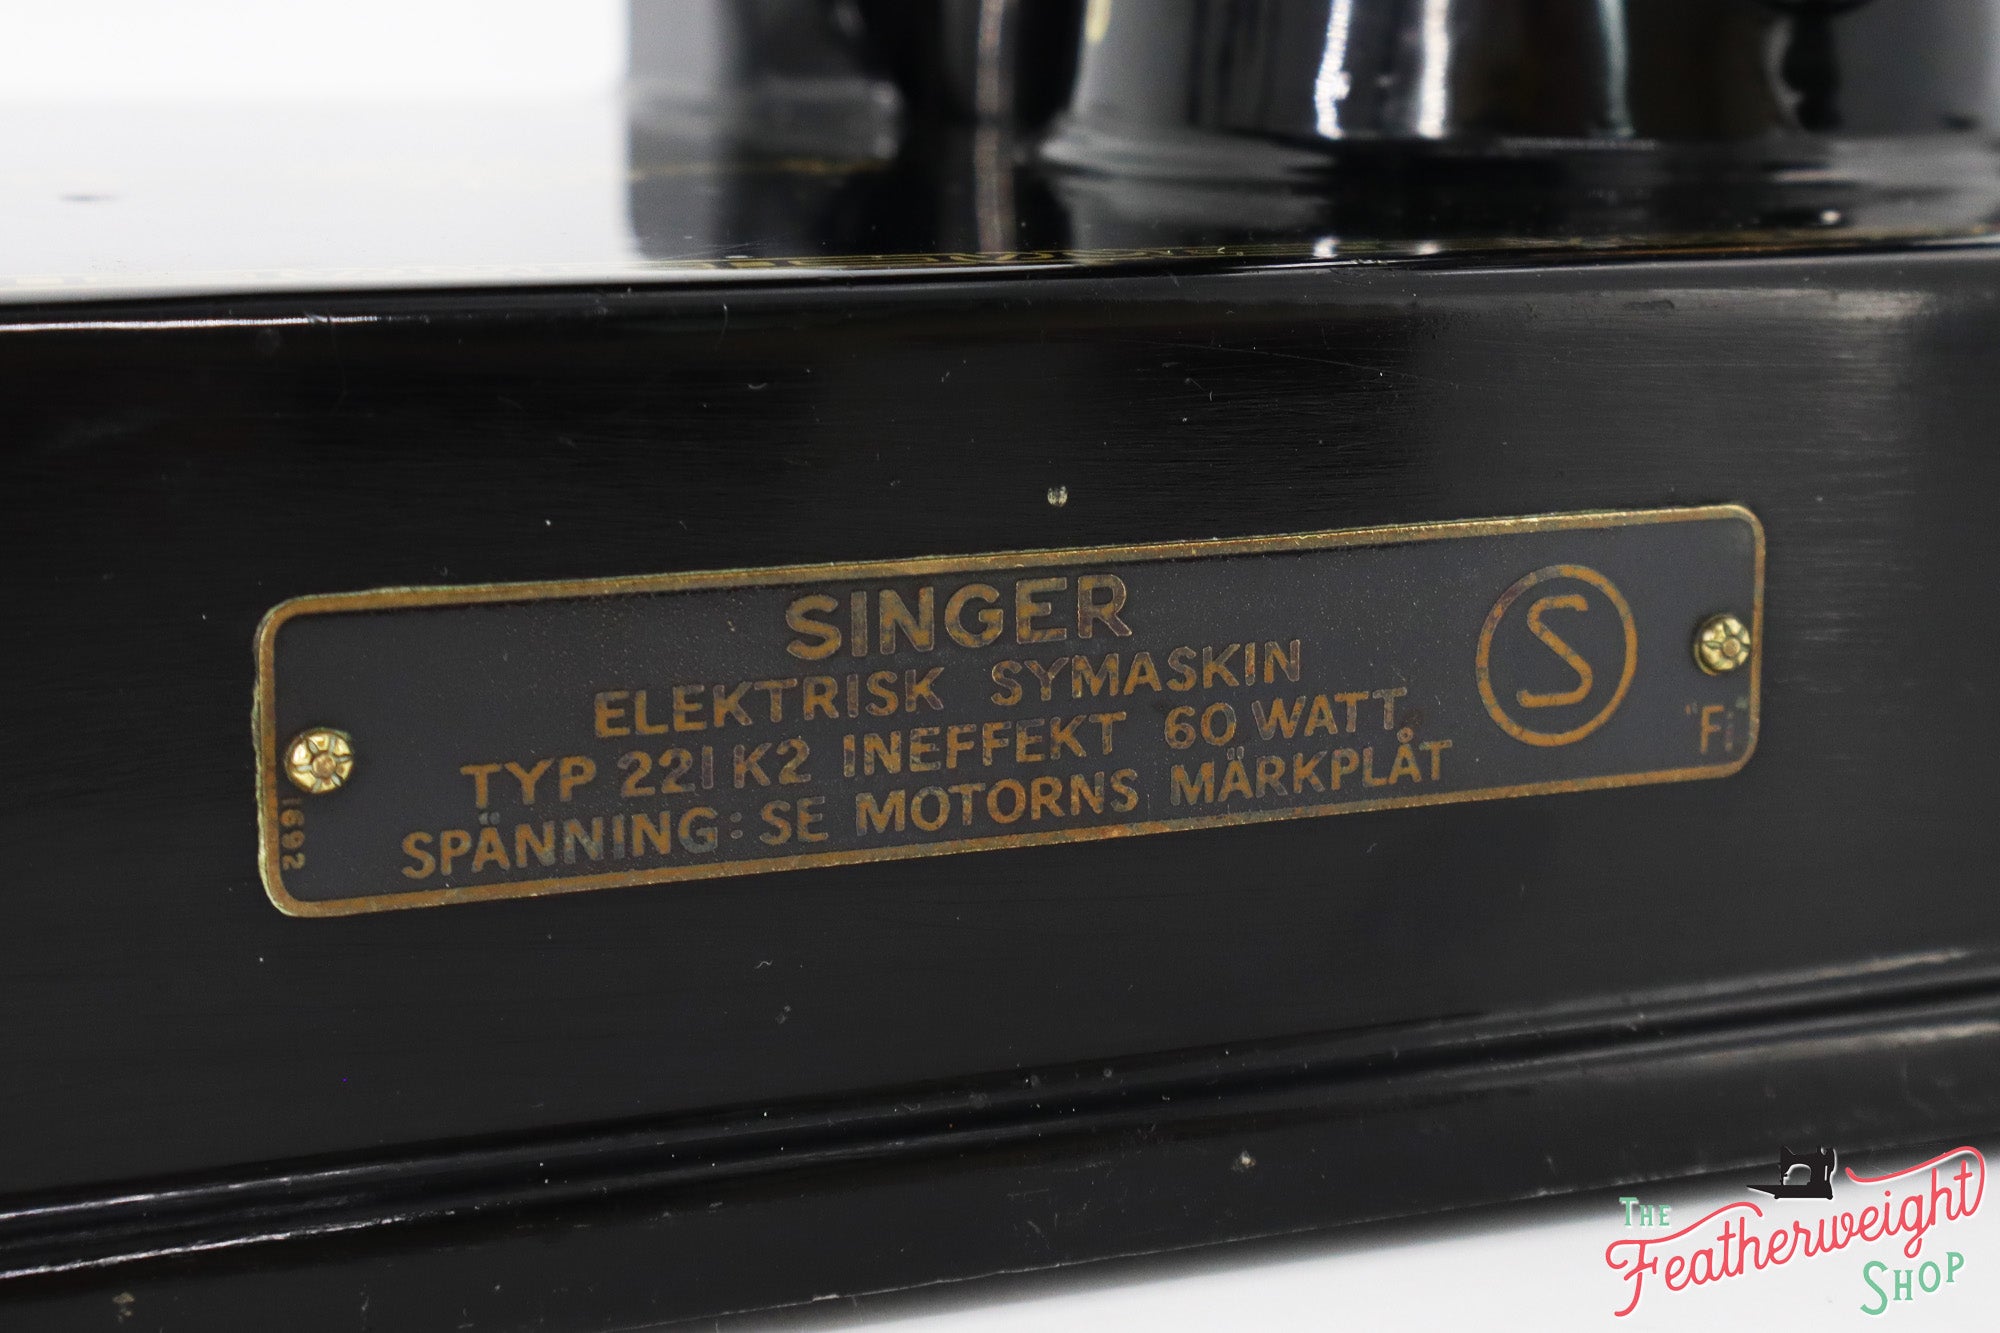 SINGER
ELEKTRISK SYMASKIN
TYP 221 K2 INEFFEKT 60 WATT
SPÄNNING: SE MOTORNS MÄRKPLÅT
S
"Fi"
1692
THE
Featherweight
SHOP